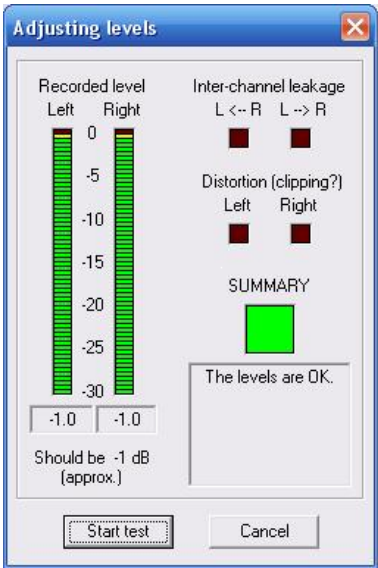 Adjusting levels
Recorded level
Left Right
0
-5
-10
-15
-20
-25
-30
-1.0 -1.0
Should be -1 dB
(approx.)
Inter-channel leakage
L <-- R L --> R
Distortion (clipping?)
Left Right
SUMMARY
The levels are OK.
Start test Cancel